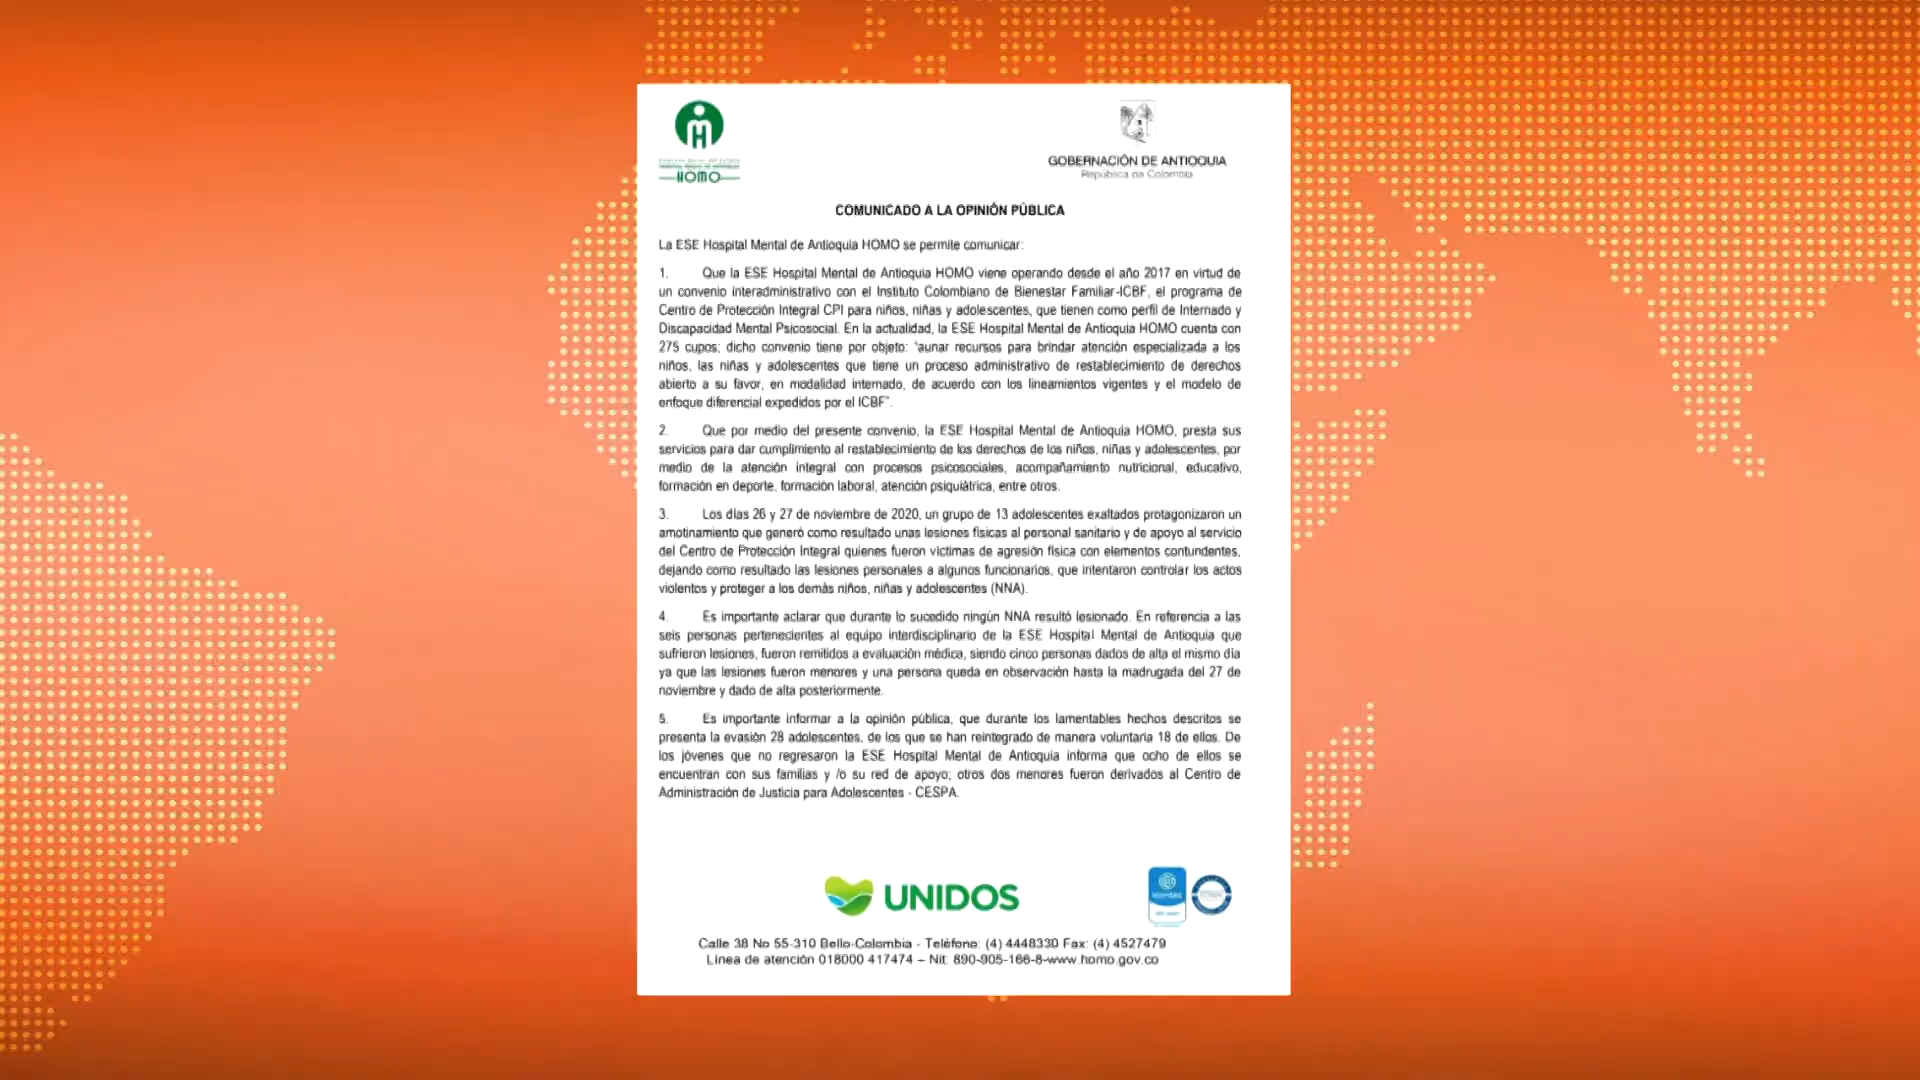 HOMO
GOBERNACIÓN DE ANTIOQUIA
República de Colombia
COMUNICADO A LA OPINIÓN PÚBLICA
La ESE Hospital Mental de Antioquia HOMO se permite comunicar:
1. Que la ESE Hospital Mental de Antioquia HOMO viene operando desde el año 2017 en virtud de
un convenio interadministrativo con el Instituto Colombiano de Bienestar Familiar-ICBF, el programa de
Centro de Protección Integral CPI para niños, niñas y adolescentes, que tienen como perfil de Internado y
Discapacidad Mental Psicosocial. En la actualidad, la ESE Hospital Mental de Antioquia HOMO cuenta con
275 cupos; dicho convenio tiene por objeto: "aunar recursos para brindar atención especializada a los
niños, las niñas y adolescentes que tiene un proceso administrativo de restablecimiento de derechos
abierto a su favor, en modalidad internado, de acuerdo con los lineamientos vigentes y el modelo de
enfoque diferencial expedidos por el ICBF".
2. Que por medio del presente convenio, la ESE Hospital Mental de Antioquia HOMO, presta sus
servicios para dar cumplimiento al restablecimiento de los derechos de los niños, niñas y adolescentes, por
medio de la atención integral con procesos psicosociales, acompañamiento nutricional, educativo,
formación en deporte, formación laboral, atención psiquiátrica, entre otros.
3. Los días 26 y 27 de noviembre de 2020, un grupo de 13 adolescentes exaltados protagonizaron un
amotinamiento que generó como resultado unas lesiones físicas al personal sanitario y de apoyo al servicio
del Centro de Protección Integral quienes fueron víctimas de agresión física con elementos contundentes,
dejando como resultado las lesiones personales a algunos funcionarios, que intentaron controlar los actos
violentos y proteger a los demás niños, niñas y adolescentes (NNA).
4. Es importante aclarar que durante lo sucedido ningún NNA resultó lesionado. En referencia a las
seis personas pertenecientes al equipo interdisciplinario de la ESE Hospital Mental de Antioquia que
sufrieron lesiones, fueron remitidos a evaluación médica, siendo cinco personas dados de alta el mismo día
ya que las lesiones fueron menores y una persona queda en observación hasta la madrugada del 27 de
noviembre y dado de alta posteriormente.
5. Es importante informar a la opinión pública, que durante los lamentables hechos descritos se
presenta la evasión 28 adolescentes, de los que se han reintegrado de manera voluntaria 18 de ellos. De
los jóvenes que no regresaron la ESE Hospital Mental de Antioquia informa que ocho de ellos se
encuentran con sus familias y /o su red de apoyo; otros dos menores fueron derivados al Centro de
Administración de Justicia para Adolescentes - CESPA.
UNIDOS
Calle 38 No 55-310 Bello-Colombia - Teléfono: (4) 4448330 Fax: (4) 4527479
Línea de atención 018000 417474 – Nit: 890-905-166-8-www.homo.gov.co